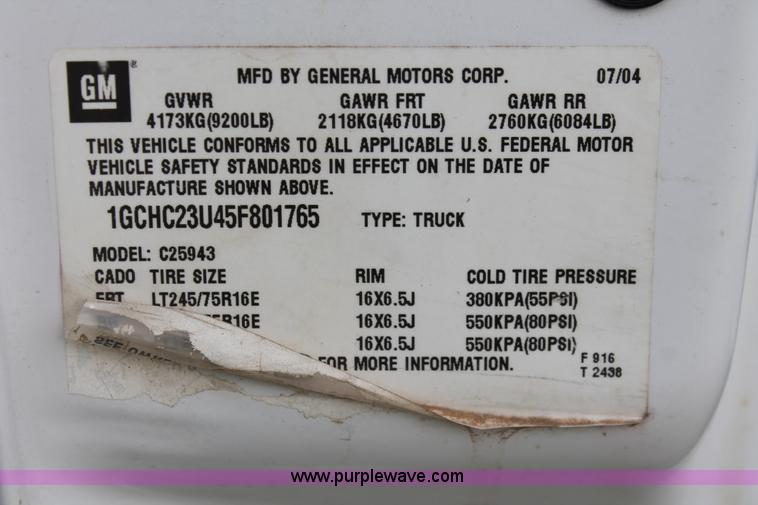 GM ®
MFD BY GENERAL MOTORS CORP. 07/04
GVWR GAWR FRT GAWR RR
4173KG(9200LB) 2118KG(4670LB) 2760KG(6084LB)
THIS VEHICLE CONFORMS TO ALL APPLICABLE U.S. FEDERAL MOTOR
VEHICLE SAFETY STANDARDS IN EFFECT ON THE DATE OF
MANUFACTURE SHOWN ABOVE.
1GCHC23U45F801765 TYPE: TRUCK
MODEL: C25943
CADO TIRE SIZE RIM COLD TIRE PRESSURE
FRT LT245/75R16E 16X6.5J 380KPA(55PSI)
R16E 16X6.5J 550KPA(80PSI)
16X6.5J 550KPA(80PSI)
SEE FOR MORE INFORMATION.
F 916
T 2438
www.purplewave.com